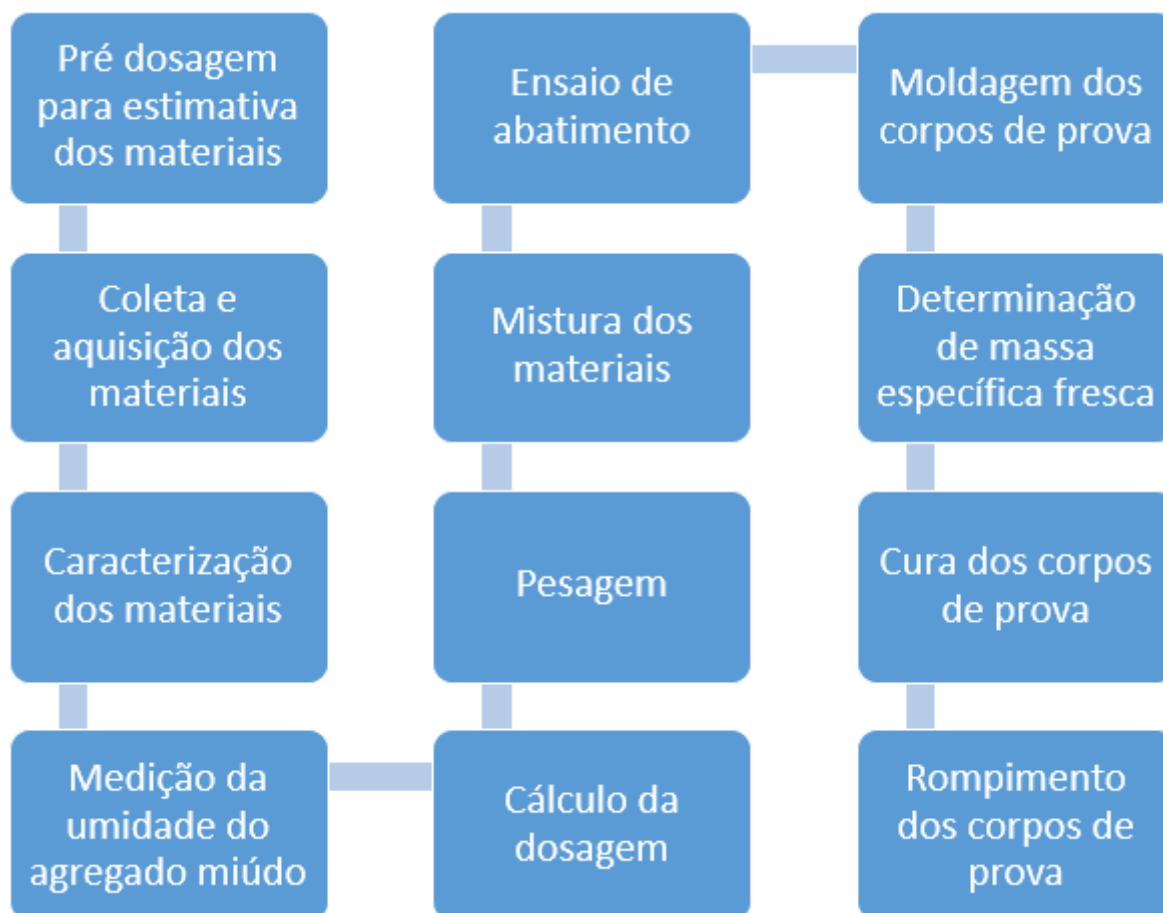 Pré dosagem
para estimativa
dos materiais
Coleta e
aquisição dos
materiais
Caracterização
dos materiais
Medição da
umidade do
agregado miúdo
Cálculo da
dosagem
Pesagem
Mistura dos
materiais
Ensaio de
abatimento
Moldagem dos
corpos de prova
Determinação
de massa
específica fresca
Cura dos corpos
de prova
Rompimento
dos corpos de
prova